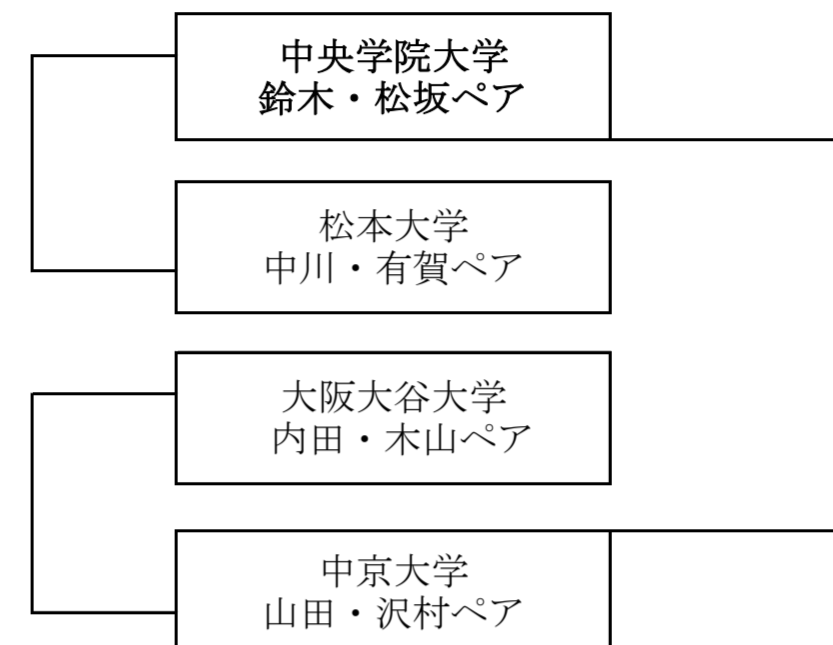 中央学院大学
鈴木・松坂ペア
松本大学
中川・有賀ペア
大阪大谷大学
内田・木山ペア
中京大学
山田・沢村ペア